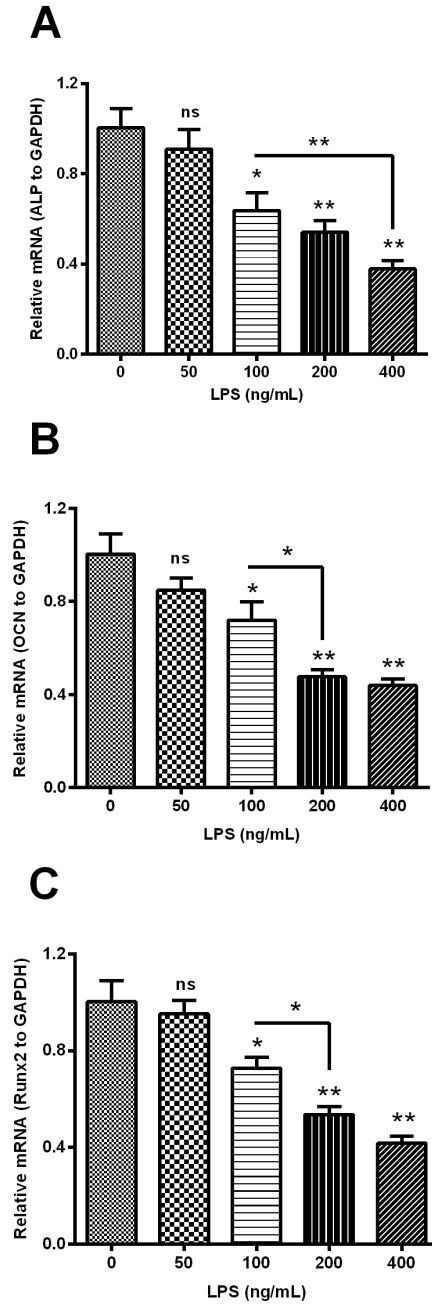 A
Relative mRNA (ALP to GAPDH)
1.2
0.8
0.4
0.0
ns
*
**
**
**
0 50 100 200 400
LPS (ng/mL)
B
Relative mRNA (OCN to GAPDH)
1.2
0.8
0.4
0.0
ns
*
*
**
**
0 50 100 200 400
LPS (ng/mL)
C
Relative mRNA (Runx2 to GAPDH)
1.2
0.8
0.4
0.0
ns
*
*
**
**
0 50 100 200 400
LPS (ng/mL)